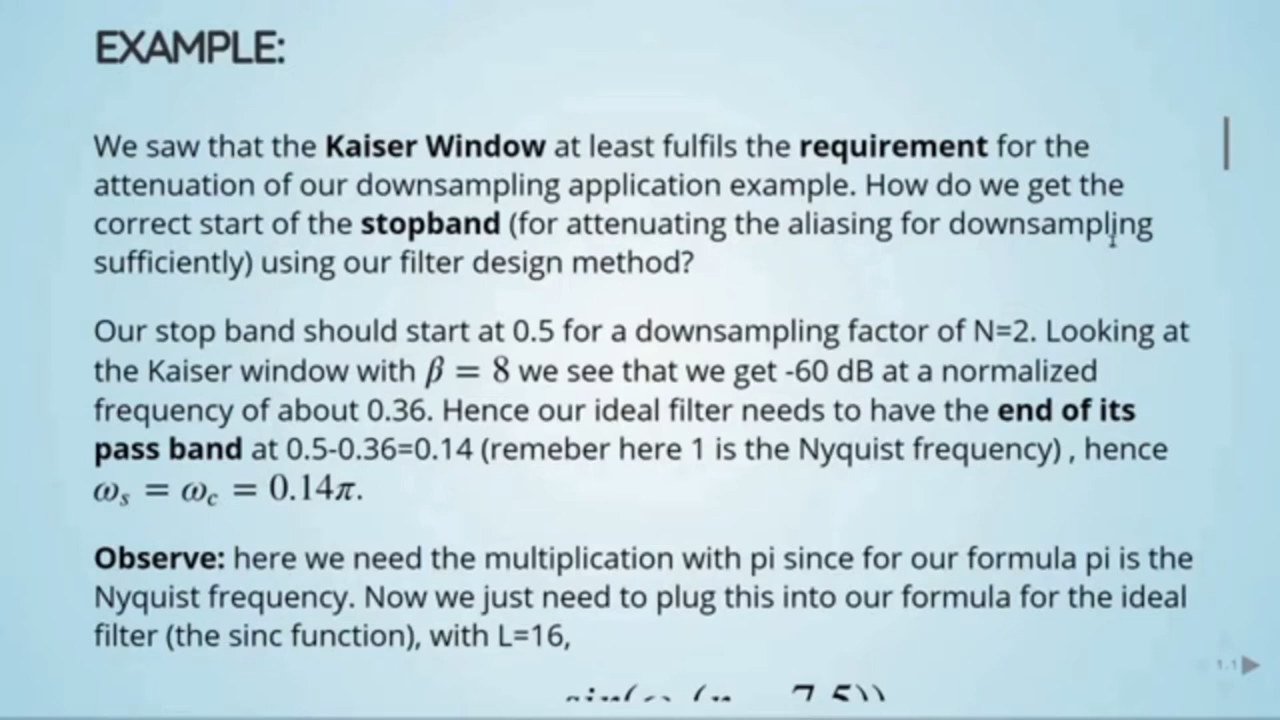 EXAMPLE:
We saw that the Kaiser Window at least fulfils the requirement for the
attenuation of our downsampling application example. How do we get the
correct start of the stopband (for attenuating the aliasing for downsampling
sufficiently) using our filter design method?
Our stop band should start at 0.5 for a downsampling factor of N=2. Looking at
the Kaiser window with β = 8 we see that we get -60 dB at a normalized
frequency of about 0.36. Hence our ideal filter needs to have the end of its
pass band at 0.5-0.36=0.14 (remeber here 1 is the Nyquist frequency) , hence
ωs = ωc = 0.14π.
Observe: here we need the multiplication with pi since for our formula pi is the
Nyquist frequency. Now we just need to plug this into our formula for the ideal
filter (the sinc function), with L=16,
1.1